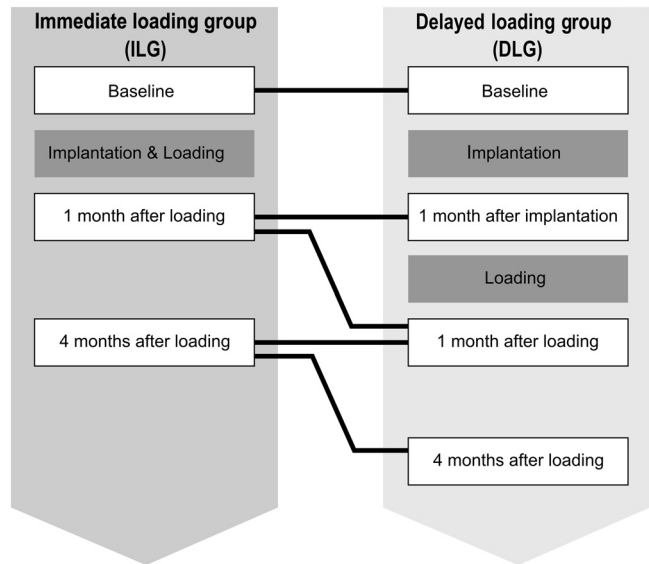 Immediate loading group
(ILG)
Baseline
Implantation & Loading
1 month after loading
4 months after loading
Delayed loading group
(DLG)
Baseline
Implantation
1 month after implantation
Loading
1 month after loading
4 months after loading